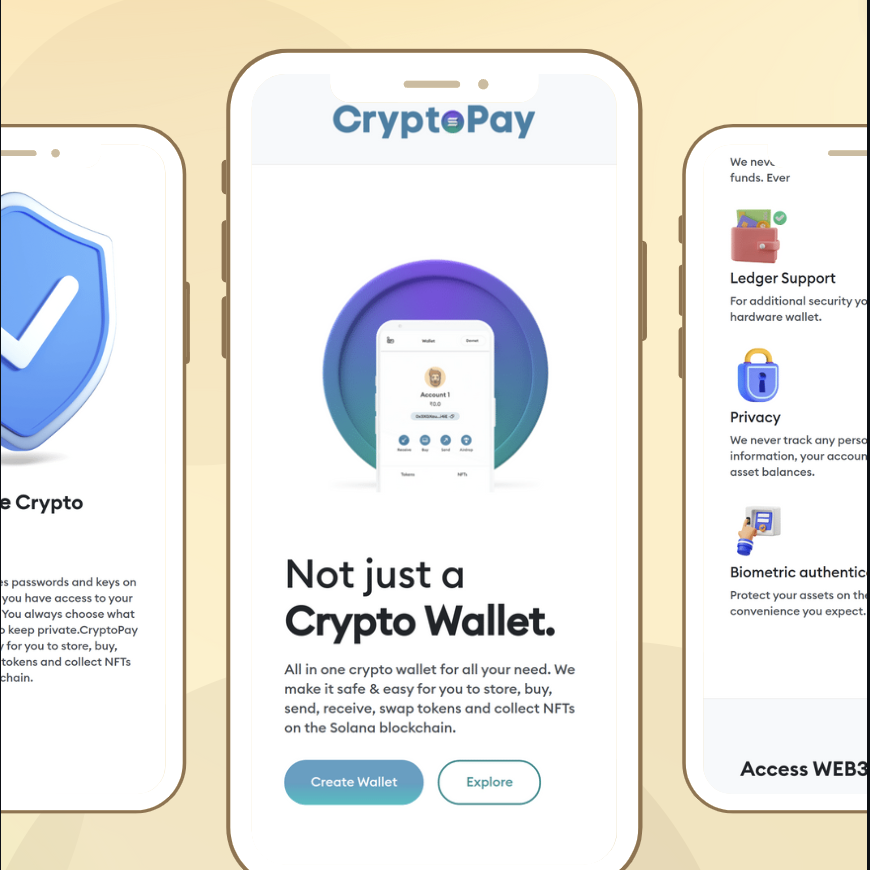 e Crypto
es passwords and keys on
you have access to your
You always choose what
o keep private.CryptoPay
y for you to store, buy,
tokens and collect NFTs
chain.
CryptoPay
Wallet
Account 1
Receive Buy Send
Tokens NFTs
Not just a
Crypto Wallet.
All in one crypto wallet for all your need. We
make it safe & easy for you to store, buy,
send, receive, swap tokens and collect NFTs
on the Solana blockchain.
Create Wallet Explore
We nev
funds. Ever
Ledger Support
For additional security yo
hardware wallet.
Privacy
We never track any perso
information, your accoun
asset balances.
Biometric authentic
Protect your assets on the
convenience you expect.
Access WEB3